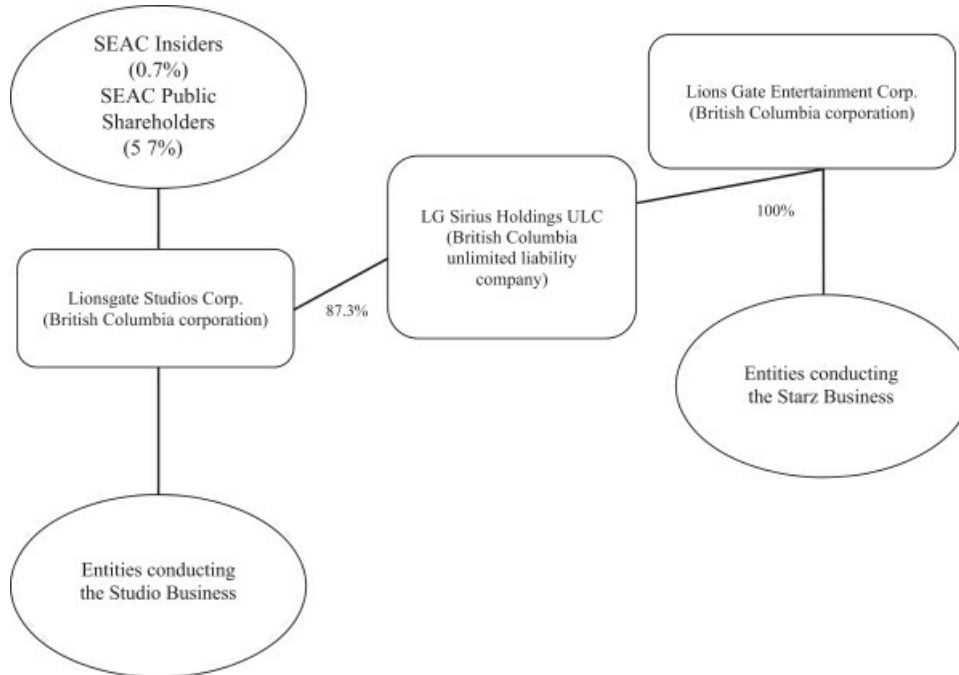 SEAC Insiders
(0.7%)
SEAC Public
Shareholders
(5 7%)
Lions Gate Entertainment Corp.
(British Columbia corporation)
LG Sirius Holdings ULC
(British Columbia
unlimited liability
company)
100%
Lionsgate Studios Corp.
(British Columbia corporation)
87.3%
Entities conducting
the Starz Business
Entities conducting
the Studio Business